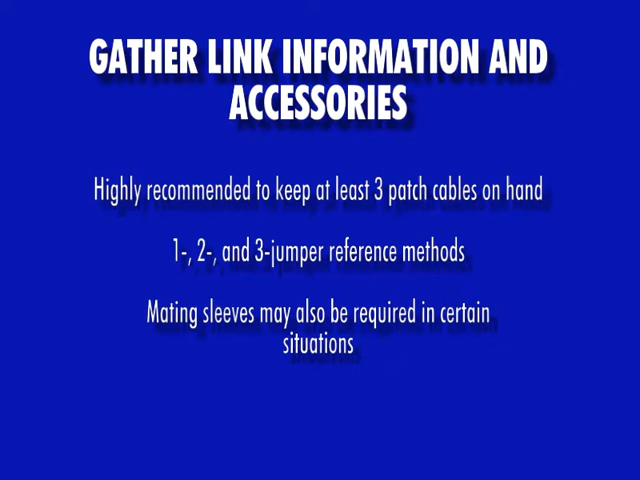 GATHER LINK INFORMATION AND
ACCESSORIES
Highly recommended to keep at least 3 patch cables on hand
1-, 2-, and 3-jumper reference methods
Mating sleeves may also be required in certain
situations